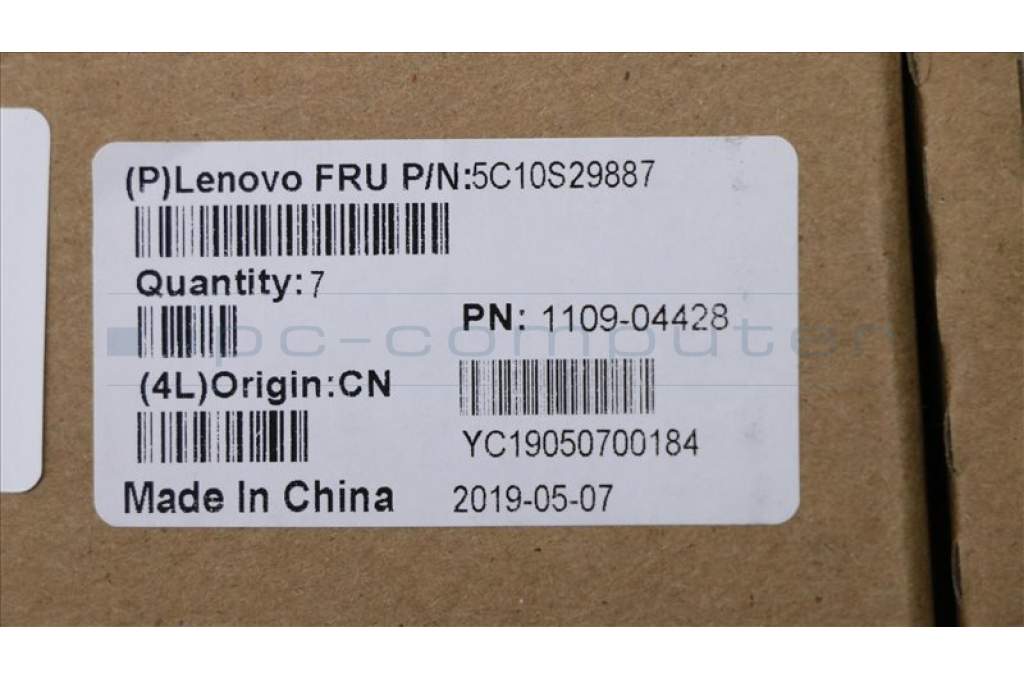 (P)Lenovo FRU P/N:5C10S29887
Quantity:7
PN: 1109-04428
ipc-computer
(4L)Origin:CN
YC19050700184
Made In China
2019-05-07